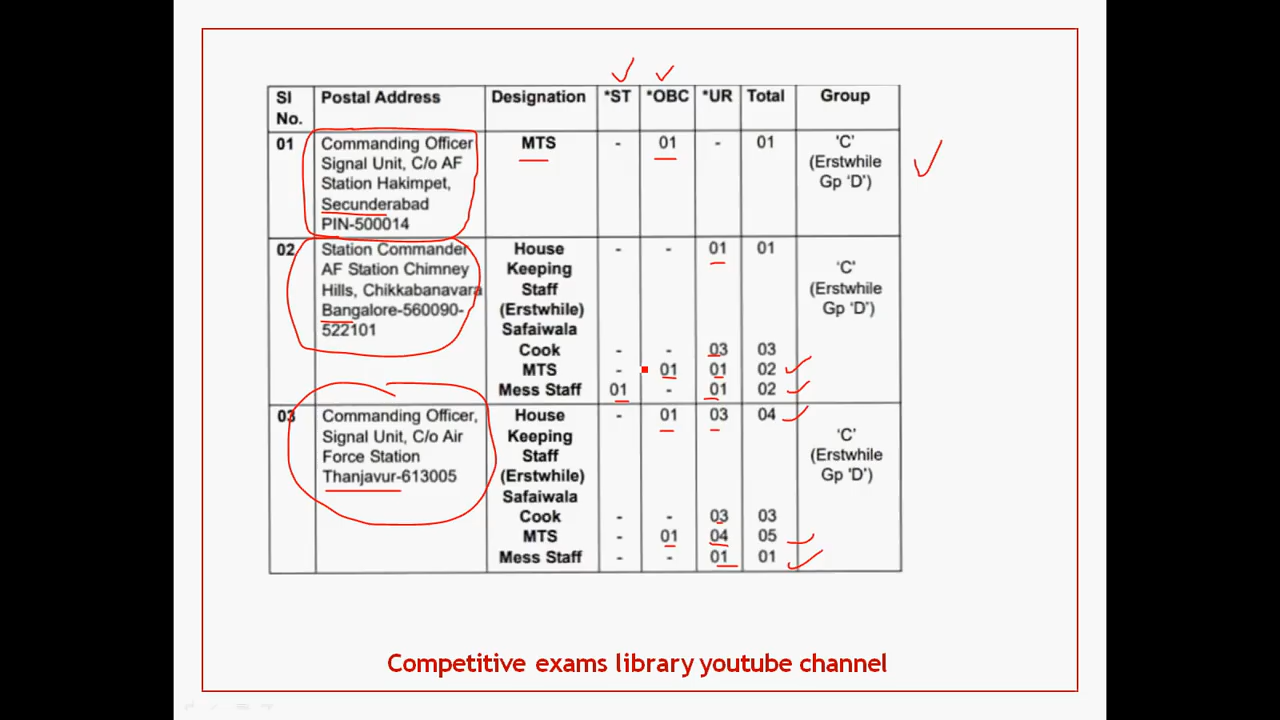 Sl No. Postal Address Designation *ST *OBC *UR Total Group
01 Commanding Officer MTS - 01 - 01 'C'
Signal Unit, C/o AF (Erstwhile
Station Hakimpet, Gp 'D')
Secunderabad
PIN-500014
02 Station Commander House - - 01 01
AF Station Chimney Keeping 'C'
Hills, Chikkabanavara Staff (Erstwhile
Bangalore-560090- (Erstwhile) Gp 'D')
522101 Safaiwala
Cook - - 03 03
MTS - 01 01 02
Mess Staff 01 - 01 02
03 Commanding Officer, House - 01 03 04
Signal Unit, C/o Air Keeping 'C'
Force Station Staff (Erstwhile
Thanjavur-613005 (Erstwhile) Gp 'D')
Safaiwala
Cook - - 03 03
MTS - 01 04 05
Mess Staff - - 01 01
Competitive exams library youtube channel